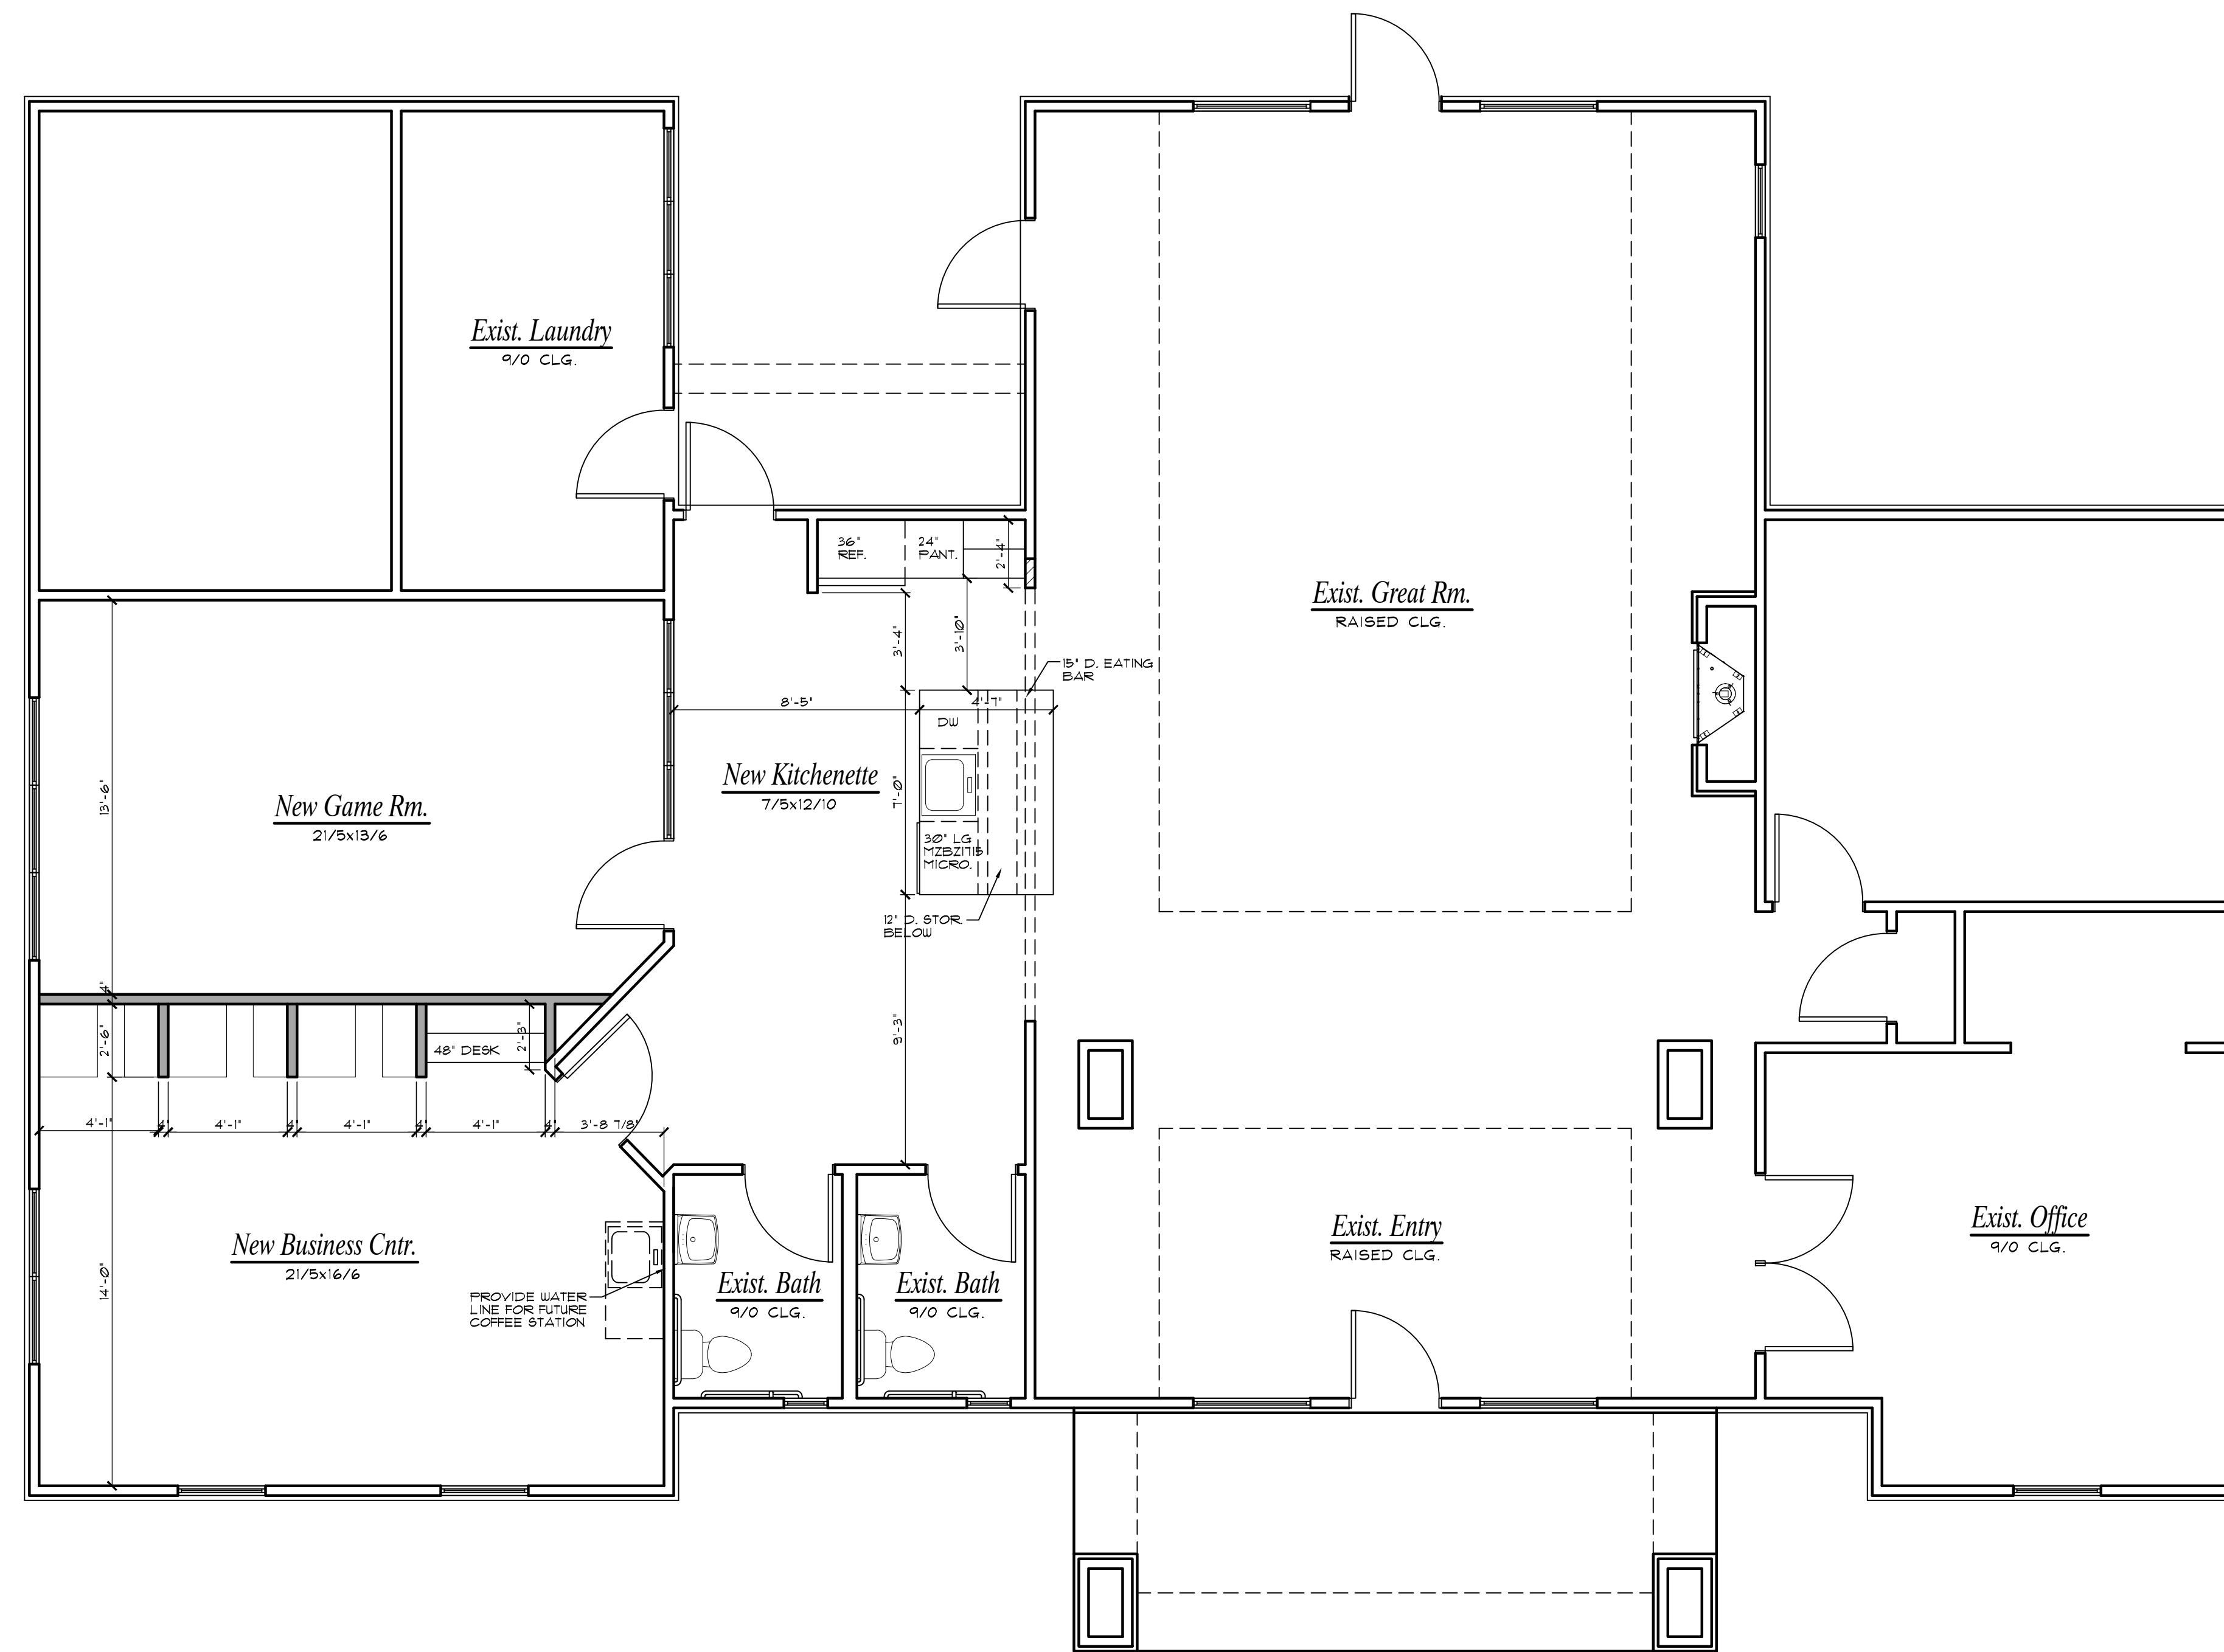 Exist. Laundry
9/0 CLG.
36"
REF.
24"
PANT.
2'-4"
3'-4"
3'-10"
Exist. Great Rm.
RAISED CLG.
15" D. EATING
BAR
8'-5"
4'-7"
DW
New Kitchenette
7/5x12/10
7'-0"
30" LG
MZBZ1715
MICRO.
12" D. STOR.
BELOW
New Game Rm.
21/5x13/6
13'-6"
4"
2'-6"
2'-3"
48" DESK
9'-3"
4'-1"
4"
4'-1"
4"
4'-1"
4"
4'-1"
4"
3'-8 7/8"
New Business Cntr.
21/5x16/6
14'-0"
PROVIDE WATER
LINE FOR FUTURE
COFFEE STATION
Exist. Bath
9/0 CLG.
Exist. Bath
9/0 CLG.
Exist. Entry
RAISED CLG.
Exist. Office
9/0 CLG.